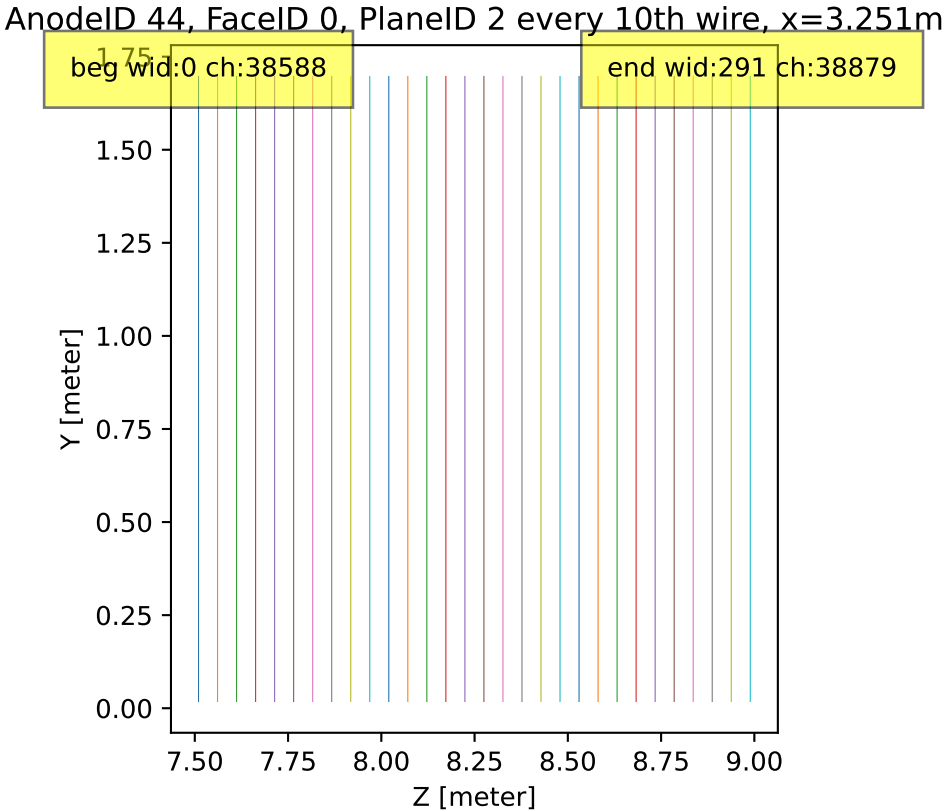 AnodeID 44, FaceID 0, PlaneID 2 every 10th wire, x=3.251m
beg wid:0 ch:38588
end wid:291 ch:38879
1.75
1.50
1.25
1.00
0.75
0.50
0.25
0.00
Y [meter]
7.50 7.75 8.00 8.25 8.50 8.75 9.00
Z [meter]